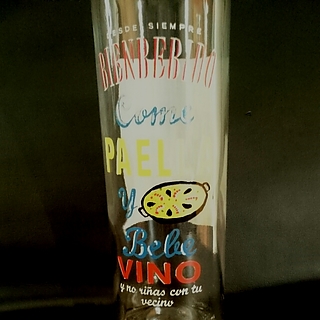 DESDE SIEMPRE
BIENBEBIDO
Come
PAEL
Y
Bebe
VINO
y no riñas con tu
vecino